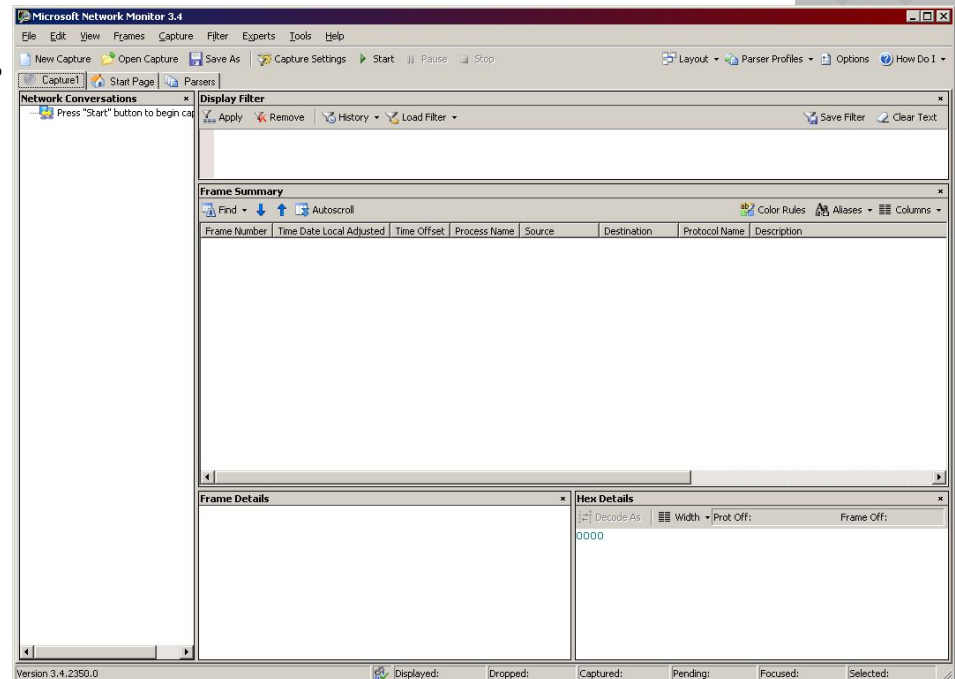 Microsoft Network Monitor 3.4
File Edit View Frames Capture Filter Experts Tools Help
New Capture Open Capture Save As Capture Settings Start Pause Stop Layout Parser Profiles Options How Do I
Capture1 Start Page Parsers
Network Conversations
Press "Start" button to begin cap
Display Filter
Apply Remove History Load Filter Save Filter Clear Text
Frame Summary
Find Autoscroll Color Rules Aliases Columns
Frame Number Time Date Local Adjusted Time Offset Process Name Source Destination Protocol Name Description
Frame Details
Hex Details
Decode As Width Prot Off: Frame Off:
0000
Version 3.4.2350.0 Displayed: Dropped: Captured: Pending: Focused: Selected: